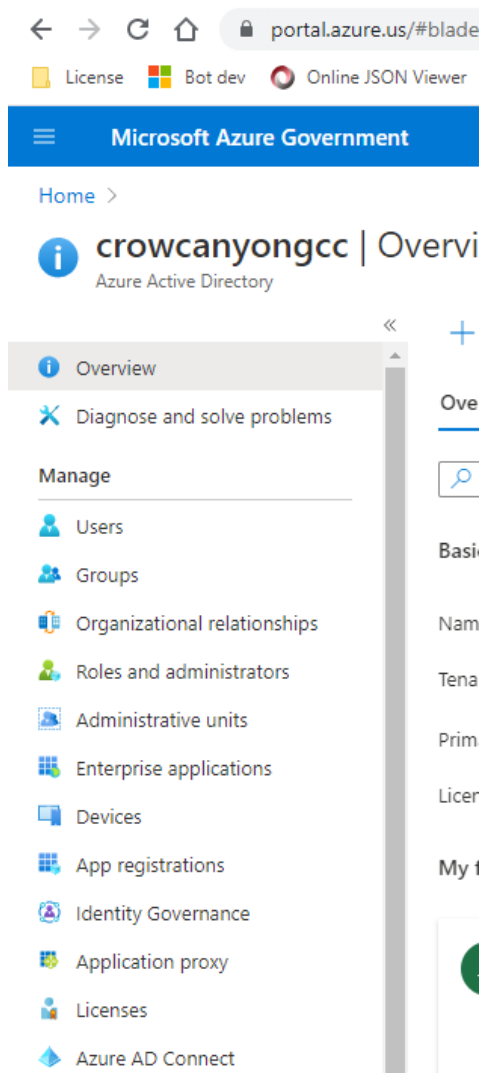 portal.azure.us/#blade
License Bot dev Online JSON Viewer
Microsoft Azure Government
Home >
crowcanyongcc | Overvi
Azure Active Directory
«
+
Overview
Ove
Diagnose and solve problems
Manage
Users
Basi
Groups
Organizational relationships
Nam
Roles and administrators
Tena
Administrative units
Prima
Enterprise applications
Licen
Devices
App registrations
My f
Identity Governance
Application proxy
Licenses
Azure AD Connect